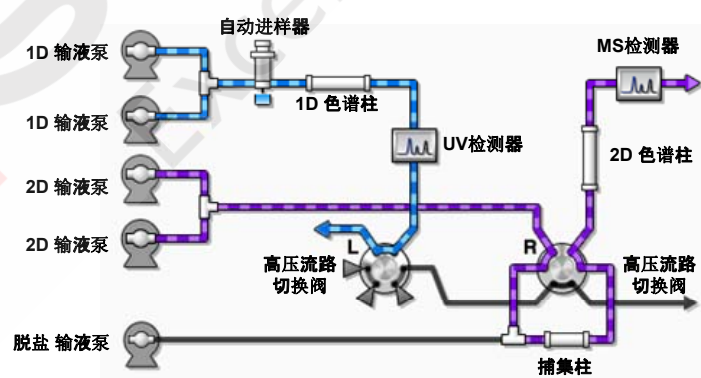 自动进样器
1D 输液泵
MS检测器
1D 色谱柱
1D 输液泵
UV检测器
2D 色谱柱
2D 输液泵
2D 输液泵
L
R
高压流路
切换阀
高压流路
切换阀
脱盐 输液泵
捕集柱